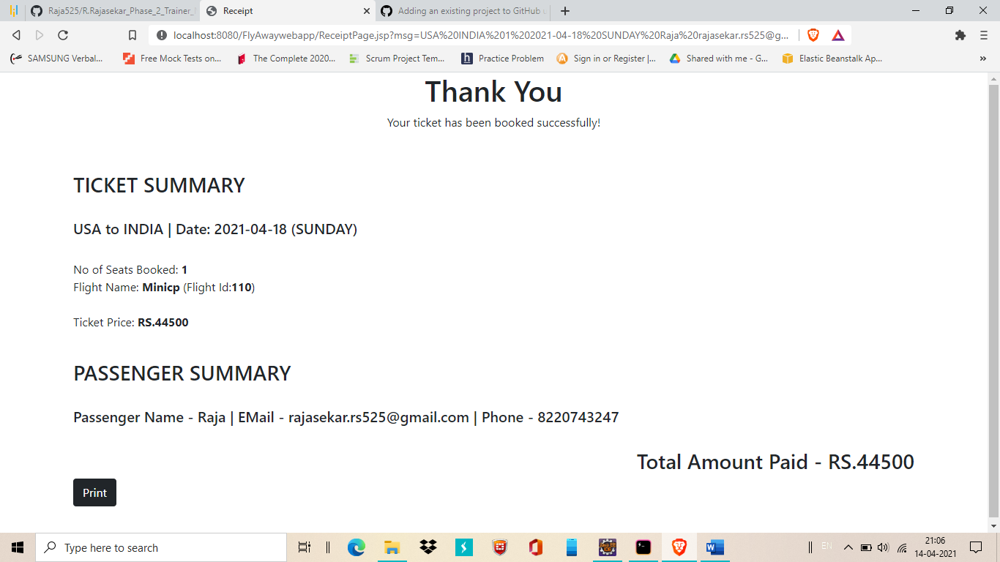 Raja525/R.Rajasekar_Phase_2_Trainer_
Receipt
Adding an existing project to GitHub
localhost:8080/FlyAwaywebapp/ReceiptPage.jsp?msg=USA%20INDIA%201%202021-04-18%20SUNDAY%20Raja%20rajasekar.rs525@g...
SAMSUNG Verbal...
Free Mock Tests on...
The Complete 2020...
Scrum Project Tem...
Practice Problem
Sign in or Register |...
Shared with me - G...
Elastic Beanstalk Ap...
Thank You
Your ticket has been booked successfully!
TICKET SUMMARY
USA to INDIA | Date: 2021-04-18 (SUNDAY)
No of Seats Booked: 1
Flight Name: Minicp (Flight Id:110)
Ticket Price: RS.44500
PASSENGER SUMMARY
Passenger Name - Raja | EMail - rajasekar.rs525@gmail.com | Phone - 8220743247
Total Amount Paid - RS.44500
Print
Type here to search
EN
21:06
14-04-2021